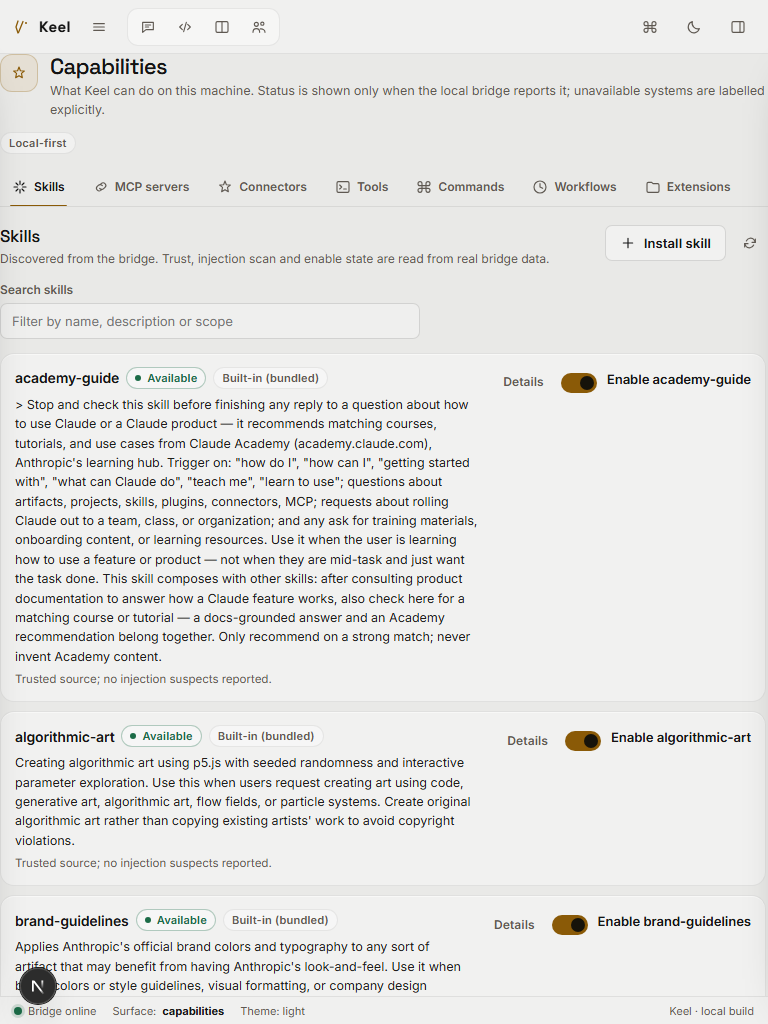 Keel
Capabilities
What Keel can do on this machine. Status is shown only when the local bridge reports it; unavailable systems are labelled
explicitly.
Local-first
Skills
MCP servers
Connectors
Tools
Commands
Workflows
Extensions
Skills
Discovered from the bridge. Trust, injection scan and enable state are read from real bridge data.
Install skill
Search skills
Filter by name, description or scope
academy-guide
Available
Built-in (bundled)
Details
Enable academy-guide
> Stop and check this skill before finishing any reply to a question about how
to use Claude or a Claude product — it recommends matching courses,
tutorials, and use cases from Claude Academy (academy.claude.com),
Anthropic's learning hub. Trigger on: "how do I", "how can I", "getting started
with", "what can Claude do", "teach me", "learn to use"; questions about
artifacts, projects, skills, plugins, connectors, MCP; requests about rolling
Claude out to a team, class, or organization; and any ask for training materials,
onboarding content, or learning resources. Use it when the user is learning
how to use a feature or product — not when they are mid-task and just want
the task done. This skill composes with other skills: after consulting product
documentation to answer how a Claude feature works, also check here for a
matching course or tutorial — a docs-grounded answer and an Academy
recommendation belong together. Only recommend on a strong match; never
invent Academy content.
Trusted source; no injection suspects reported.
algorithmic-art
Available
Built-in (bundled)
Details
Enable algorithmic-art
Creating algorithmic art using p5.js with seeded randomness and interactive
parameter exploration. Use this when users request creating art using code,
generative art, algorithmic art, flow fields, or particle systems. Create original
algorithmic art rather than copying existing artists' work to avoid copyright
violations.
Trusted source; no injection suspects reported.
brand-guidelines
Available
Built-in (bundled)
Details
Enable brand-guidelines
Applies Anthropic's official brand colors and typography to any sort of
artifact that may benefit from having Anthropic's look-and-feel. Use it when
colors or style guidelines, visual formatting, or company design
N
Bridge online
Surface: capabilities
Theme: light
Keel · local build